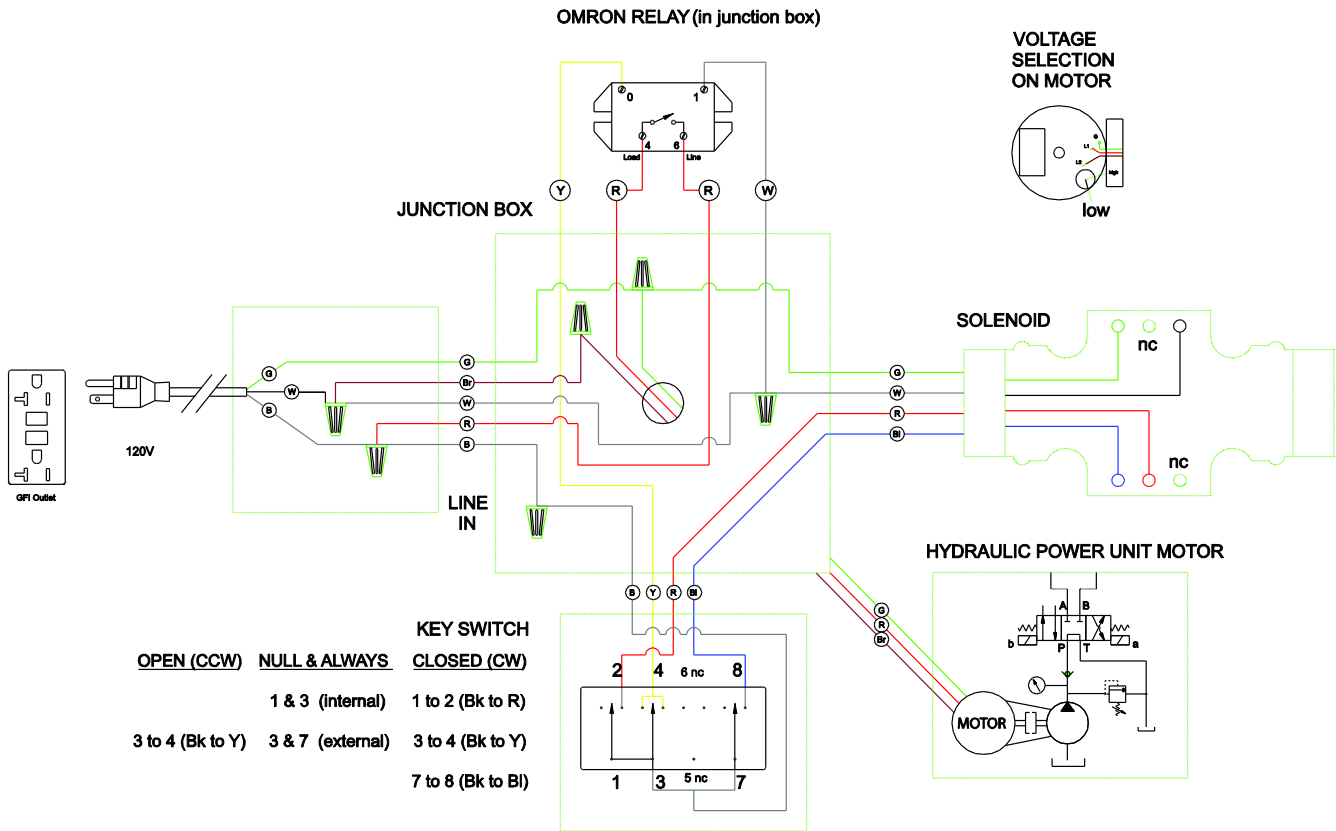 OMRON RELAY (in junction box)
VOLTAGE
SELECTION
ON MOTOR
0
1
4
6
Load
Line
L1
L2
high
low
Y
R
R
W
JUNCTION BOX
SOLENOID
nc
nc
G
W
B
G
Br
W
R
B
G
W
R
Bl
120V
GFI Outlet
LINE
IN
HYDRAULIC POWER UNIT MOTOR
A
B
b
a
P
T
G
R
Br
MOTOR
B
Y
R
Bl
KEY SWITCH
2
4
6 nc
8
1
3
5 nc
7
OPEN (CCW)
NULL & ALWAYS
CLOSED (CW)
1 & 3 (internal)
1 to 2 (Bk to R)
3 to 4 (Bk to Y)
3 & 7 (external)
3 to 4 (Bk to Y)
7 to 8 (Bk to Bl)